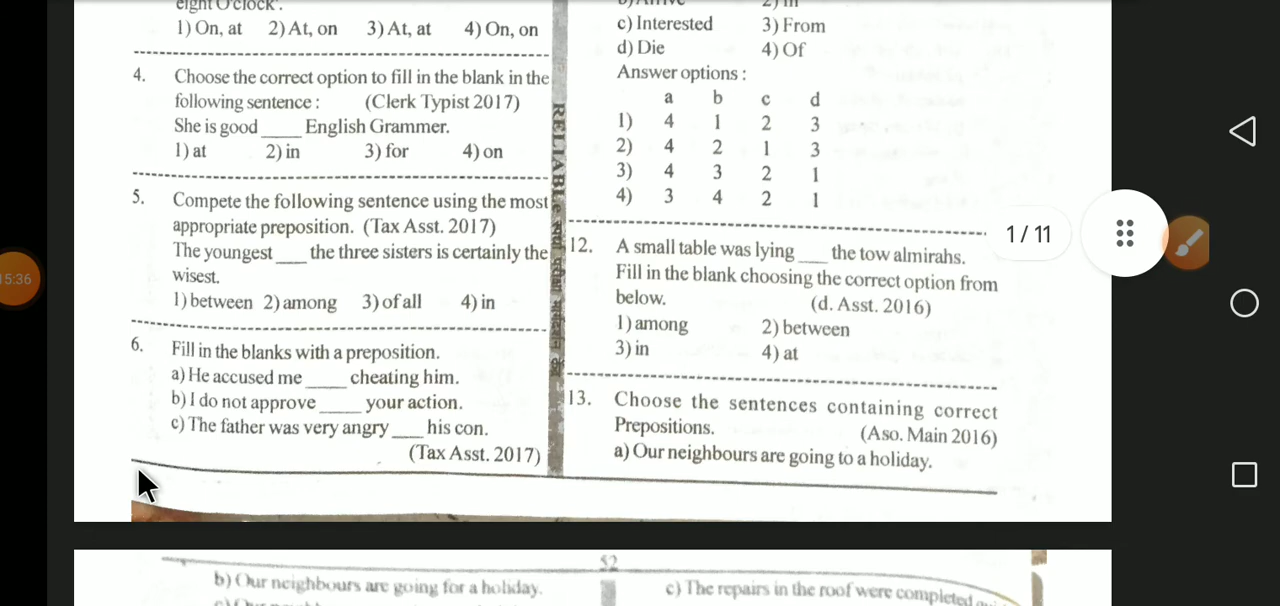 eight O'clock'.
1) On, at 2) At, on 3) At, at 4) On, on
4. Choose the correct option to fill in the blank in the
following sentence : (Clerk Typist 2017)
She is good ____ English Grammer.
1) at 2) in 3) for 4) on
5. Compete the following sentence using the most
appropriate preposition. (Tax Asst. 2017)
The youngest ___ the three sisters is certainly the
wisest.
1) between 2) among 3) of all 4) in
6. Fill in the blanks with a preposition.
a) He accused me ____ cheating him.
b) I do not approve ____ your action.
c) The father was very angry ___ his con.
(Tax Asst. 2017)
RELIABLE
c) Interested 3) From
d) Die 4) Of
Answer options :
a b c d
1) 4 1 2 3
2) 4 2 1 3
3) 4 3 2 1
4) 3 4 2 1
12. A small table was lying ___ the tow almirahs.
Fill in the blank choosing the correct option from
below. (d. Asst. 2016)
1) among 2) between
3) in 4) at
13. Choose the sentences containing correct
Prepositions. (Aso. Main 2016)
a) Our neighbours are going to a holiday.
1 / 11
15:36
52
b) Our neighbours are going for a holiday.
c) The repairs in the roof were completed